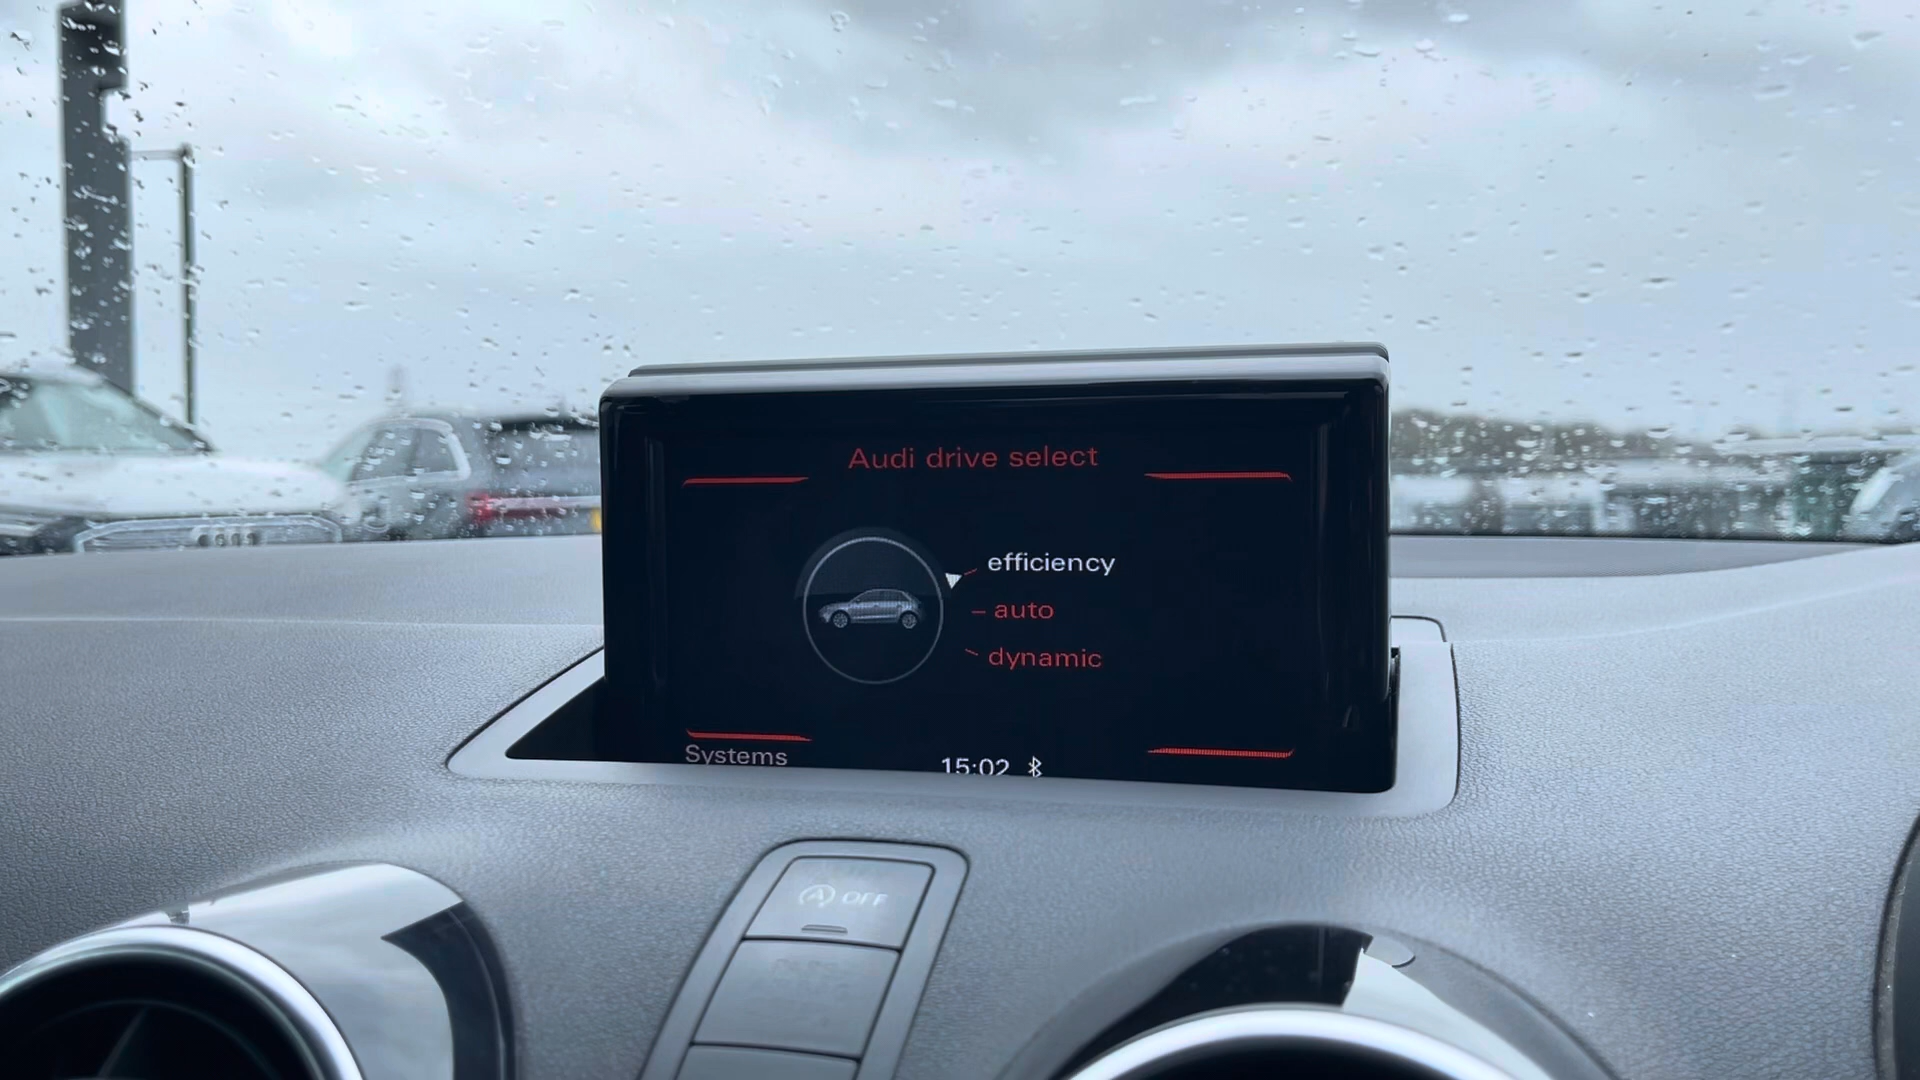 Audi drive select
efficiency
auto
dynamic
Systems
15:02
OFF